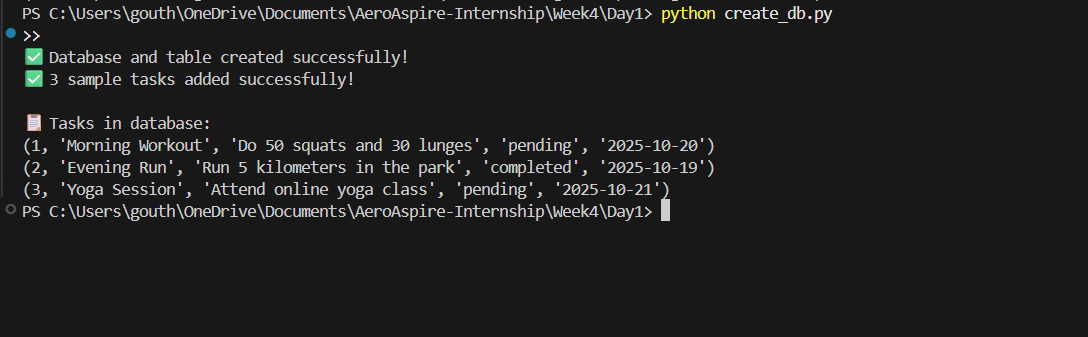 PS C:\Users\gouth\OneDrive\Documents\AeroAspire-Internship\Week4\Day1> python create_db.py
>>
✅ Database and table created successfully!
✅ 3 sample tasks added successfully!

📋 Tasks in database:
(1, 'Morning Workout', 'Do 50 squats and 30 lunges', 'pending', '2025-10-20')
(2, 'Evening Run', 'Run 5 kilometers in the park', 'completed', '2025-10-19')
(3, 'Yoga Session', 'Attend online yoga class', 'pending', '2025-10-21')
PS C:\Users\gouth\OneDrive\Documents\AeroAspire-Internship\Week4\Day1>